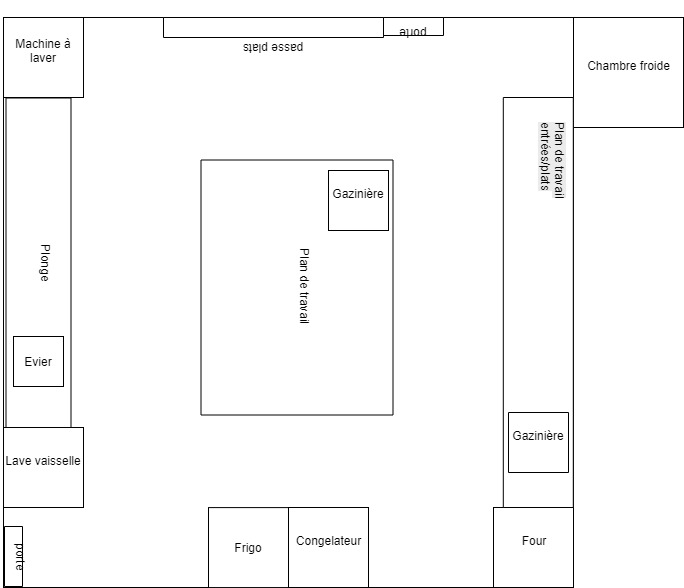 Machine à
laver
passe plats
porte
Chambre froide
Plan de travail
entrées/plats
Gazinière
Plonge
Plan de travail
Evier
Gazinière
Lave vaisselle
Frigo
Congelateur
Four
porte